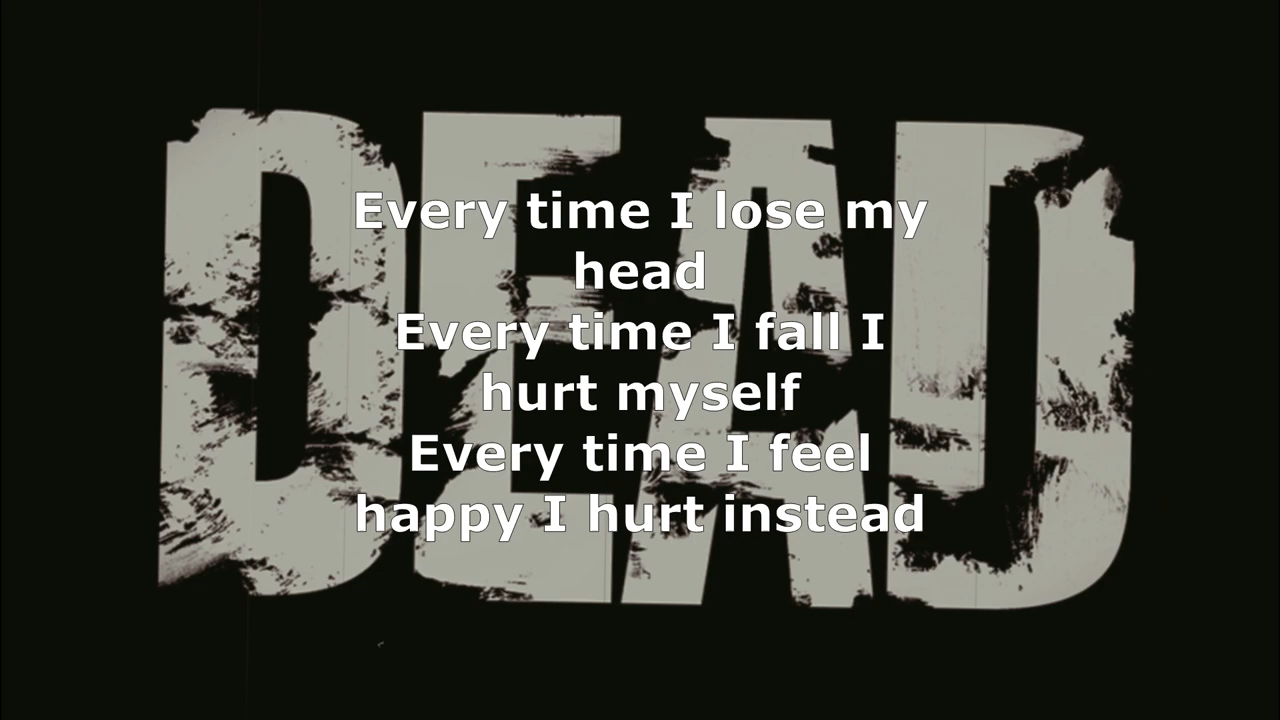 DEAD
Every time I lose my
head
Every time I fall I
hurt myself
Every time I feel
happy I hurt instead